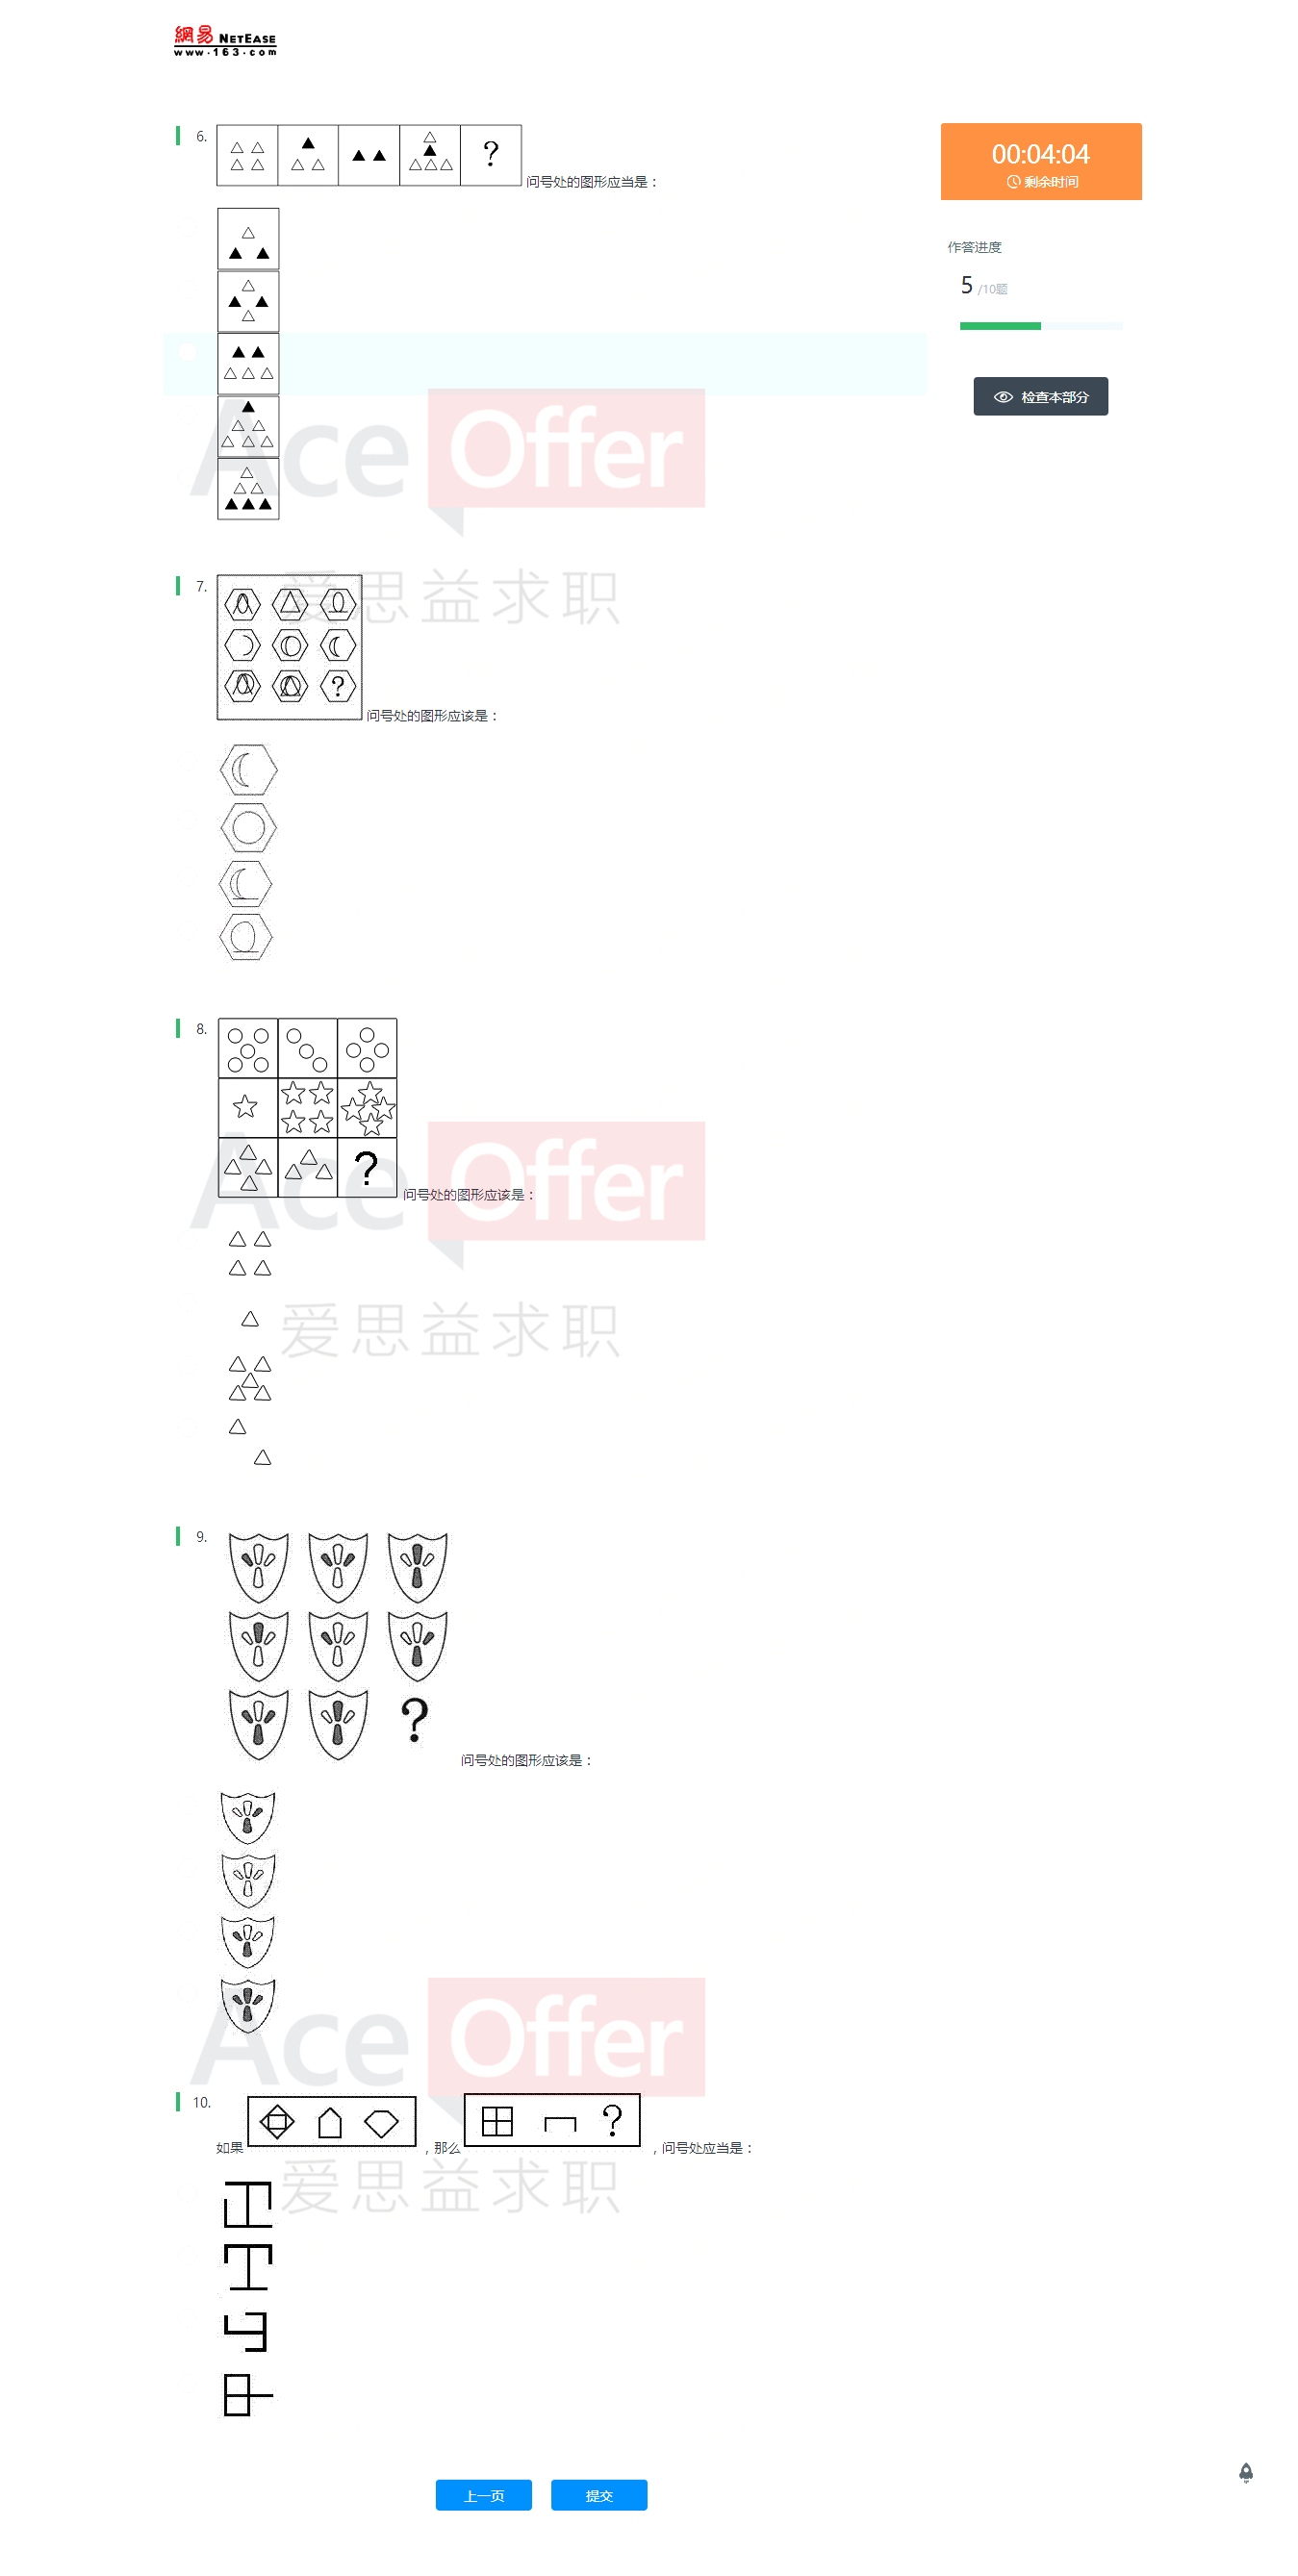 網易 NETEASE
www.163.com
6.
?
问号处的图形应当是：
00:04:04
剩余时间
作答进度
5 /10题
检查本部分
Ace Offer
爱思益求职
7.
?
问号处的图形应该是：
8.
?
问号处的图形应该是：
Ace Offer
爱思益求职
9.
?
问号处的图形应该是：
Ace Offer
10.
如果
，那么
?
，问号处应当是：
爱思益求职
上一页
提交